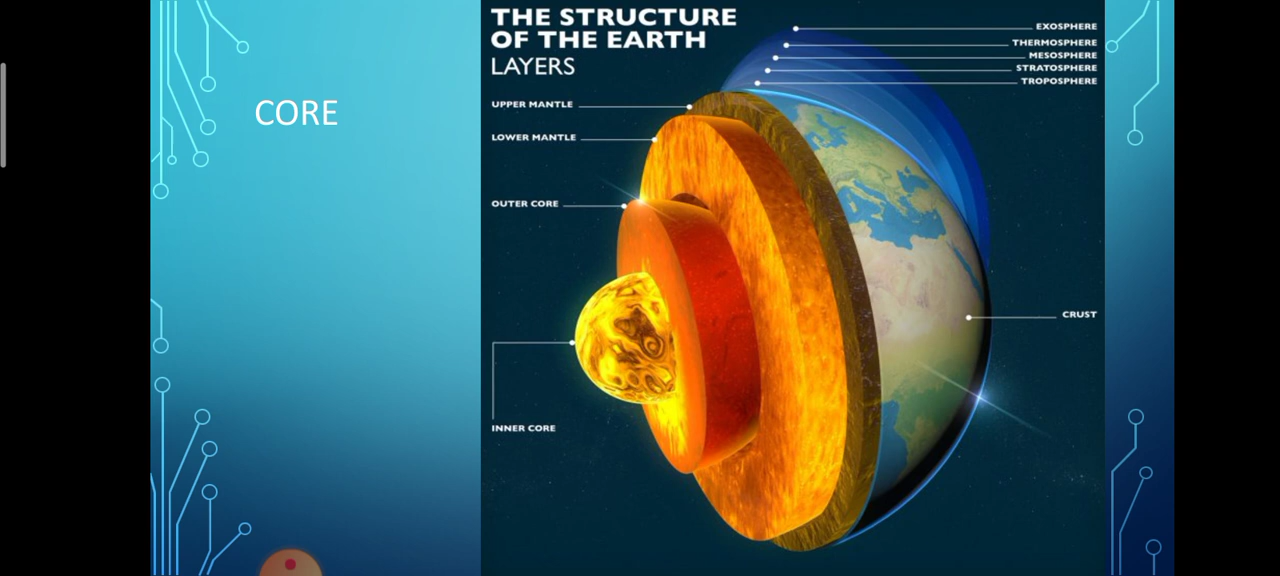 CORE
THE STRUCTURE
OF THE EARTH
LAYERS
EXOSPHERE
THERMOSPHERE
MESOSPHERE
STRATOSPHERE
TROPOSPHERE
UPPER MANTLE
LOWER MANTLE
OUTER CORE
CRUST
INNER CORE